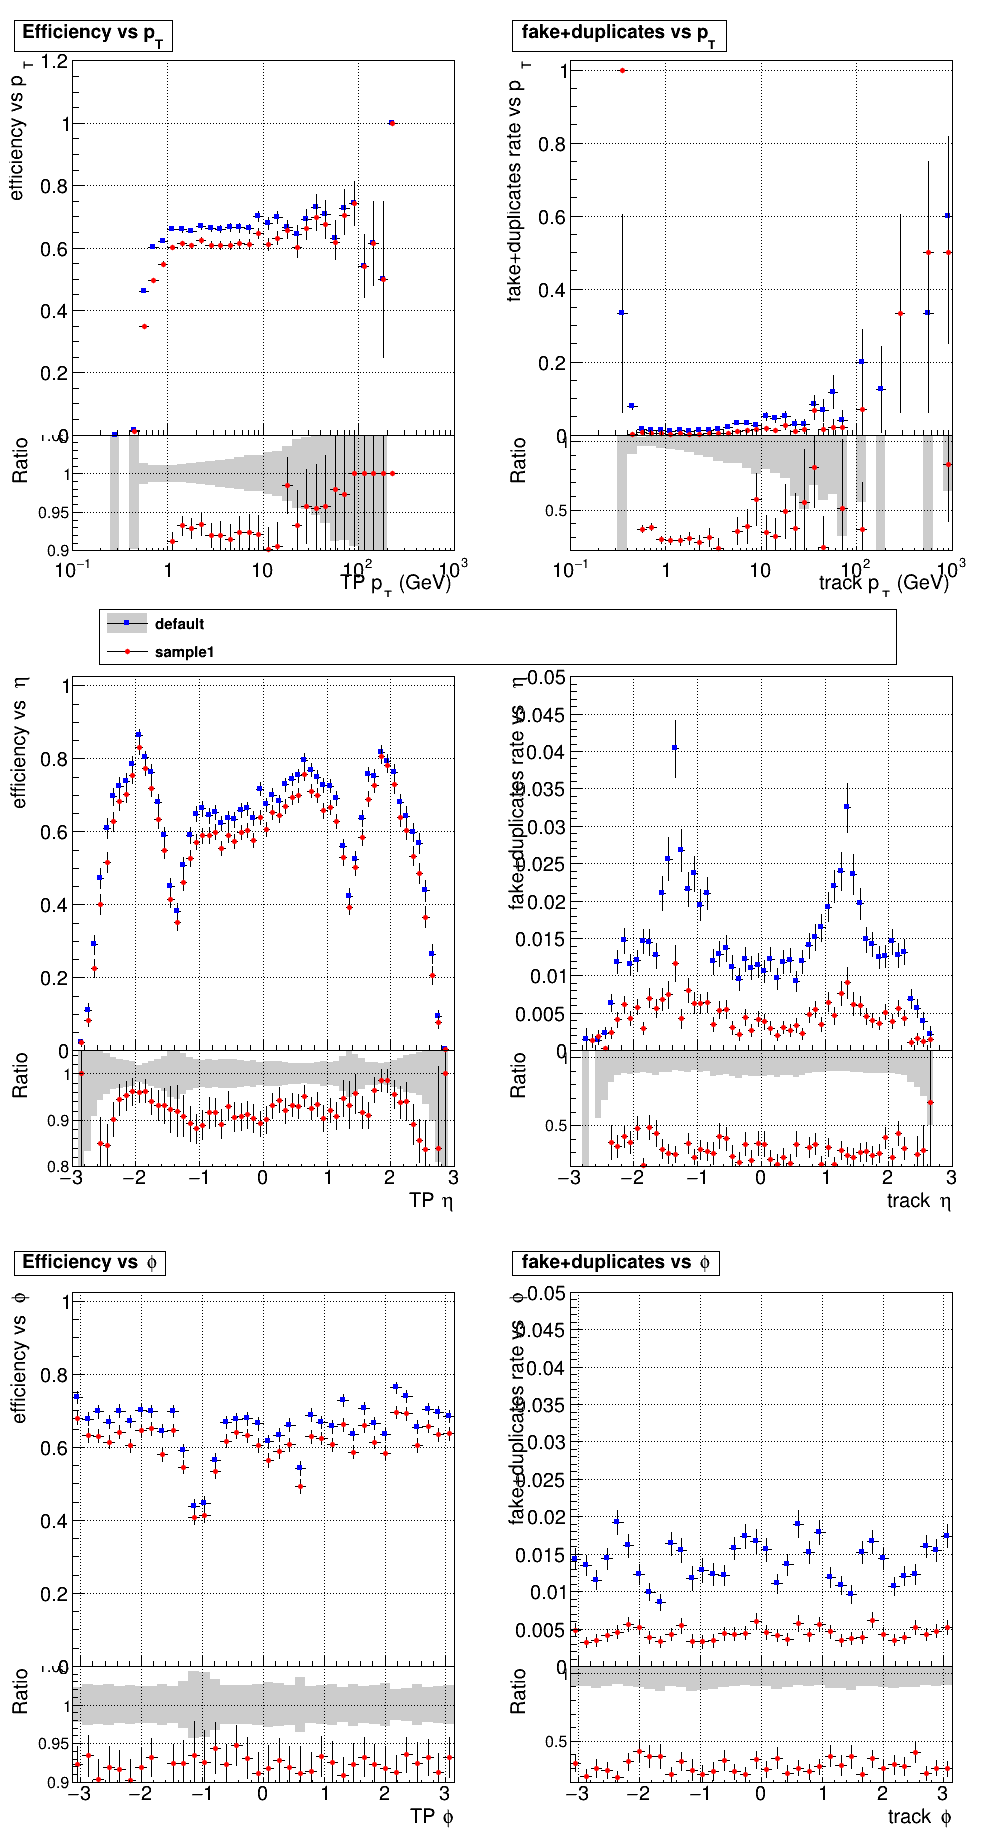 Efficiency vs p_T
fake+duplicates vs p_T
efficiency vs p_T
1.2
1
0.8
0.6
0.4
0.2
0
Ratio
1
0.95
0.9
10⁻¹ 1 10 10² 10³
TP p_T (GeV)
fake+duplicates rate vs p_T
1
0.8
0.6
0.4
0.2
0
Ratio
1
0.5
10⁻¹ 1 10 10² 10³
track p_T (GeV)
default
sample1
efficiency vs η
1
0.8
0.6
0.4
0.2
0
Ratio
1
0.9
0.8
−3 −2 −1 0 1 2 3
TP η
fake+duplicates rate vs η
0.05
0.045
0.04
0.035
0.03
0.025
0.02
0.015
0.01
0.005
0
Ratio
1
0.5
−3 −2 −1 0 1 2 3
track η
Efficiency vs ϕ
fake+duplicates vs ϕ
efficiency vs ϕ
1
0.8
0.6
0.4
0.2
0
Ratio
1
0.95
0.9
−3 −2 −1 0 1 2 3
TP ϕ
fake+duplicates rate vs ϕ
0.05
0.045
0.04
0.035
0.03
0.025
0.02
0.015
0.01
0.005
0
Ratio
1
0.5
−3 −2 −1 0 1 2 3
track ϕ